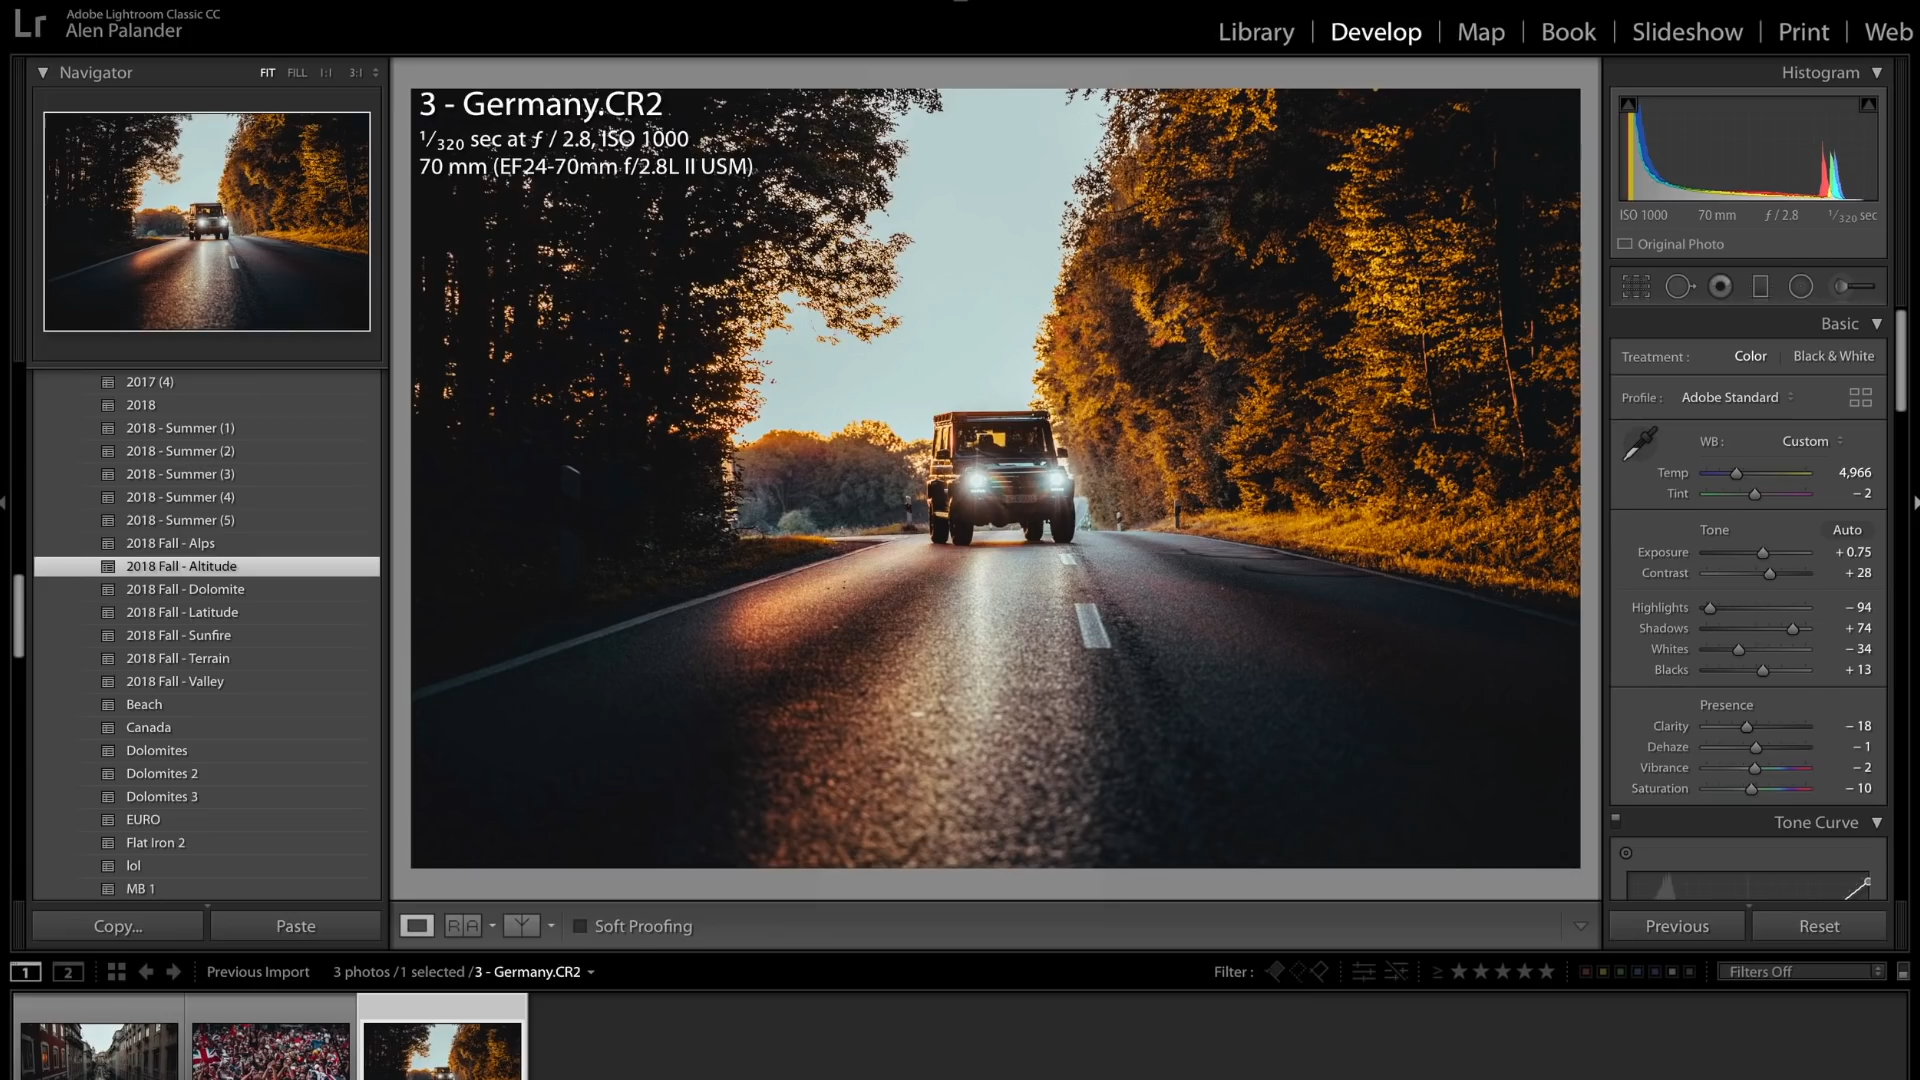 Lr
Adobe Lightroom Classic CC
Alen Palander
Library | Develop | Map | Book | Slideshow | Print | Web
Navigator FIT FILL 1:1 3:1
2017 (4)
2018
2018 - Summer (1)
2018 - Summer (2)
2018 - Summer (3)
2018 - Summer (4)
2018 - Summer (5)
2018 Fall - Alps
2018 Fall - Altitude
2018 Fall - Dolomite
2018 Fall - Latitude
2018 Fall - Sunfire
2018 Fall - Terrain
2018 Fall - Valley
Beach
Canada
Dolomites
Dolomites 2
Dolomites 3
EURO
Flat Iron 2
lol
MB 1
Copy... Paste
3 - Germany.CR2
1/320 sec at ƒ / 2.8, ISO 1000
70 mm (EF24-70mm f/2.8L II USM)
R A Y Soft Proofing
Histogram
ISO 1000 70 mm ƒ / 2.8 1/320 sec
Original Photo
Basic
Treatment : Color Black & White
Profile : Adobe Standard
WB : Custom
Temp 4,966
Tint - 2
Tone Auto
Exposure + 0.75
Contrast + 28
Highlights - 94
Shadows + 74
Whites - 34
Blacks + 13
Presence
Clarity - 18
Dehaze - 1
Vibrance - 2
Saturation - 10
Tone Curve
Previous Reset
1 2 Previous Import 3 photos /1 selected /3 - Germany.CR2 Filter : ≥ ★★★★★ Filters Off